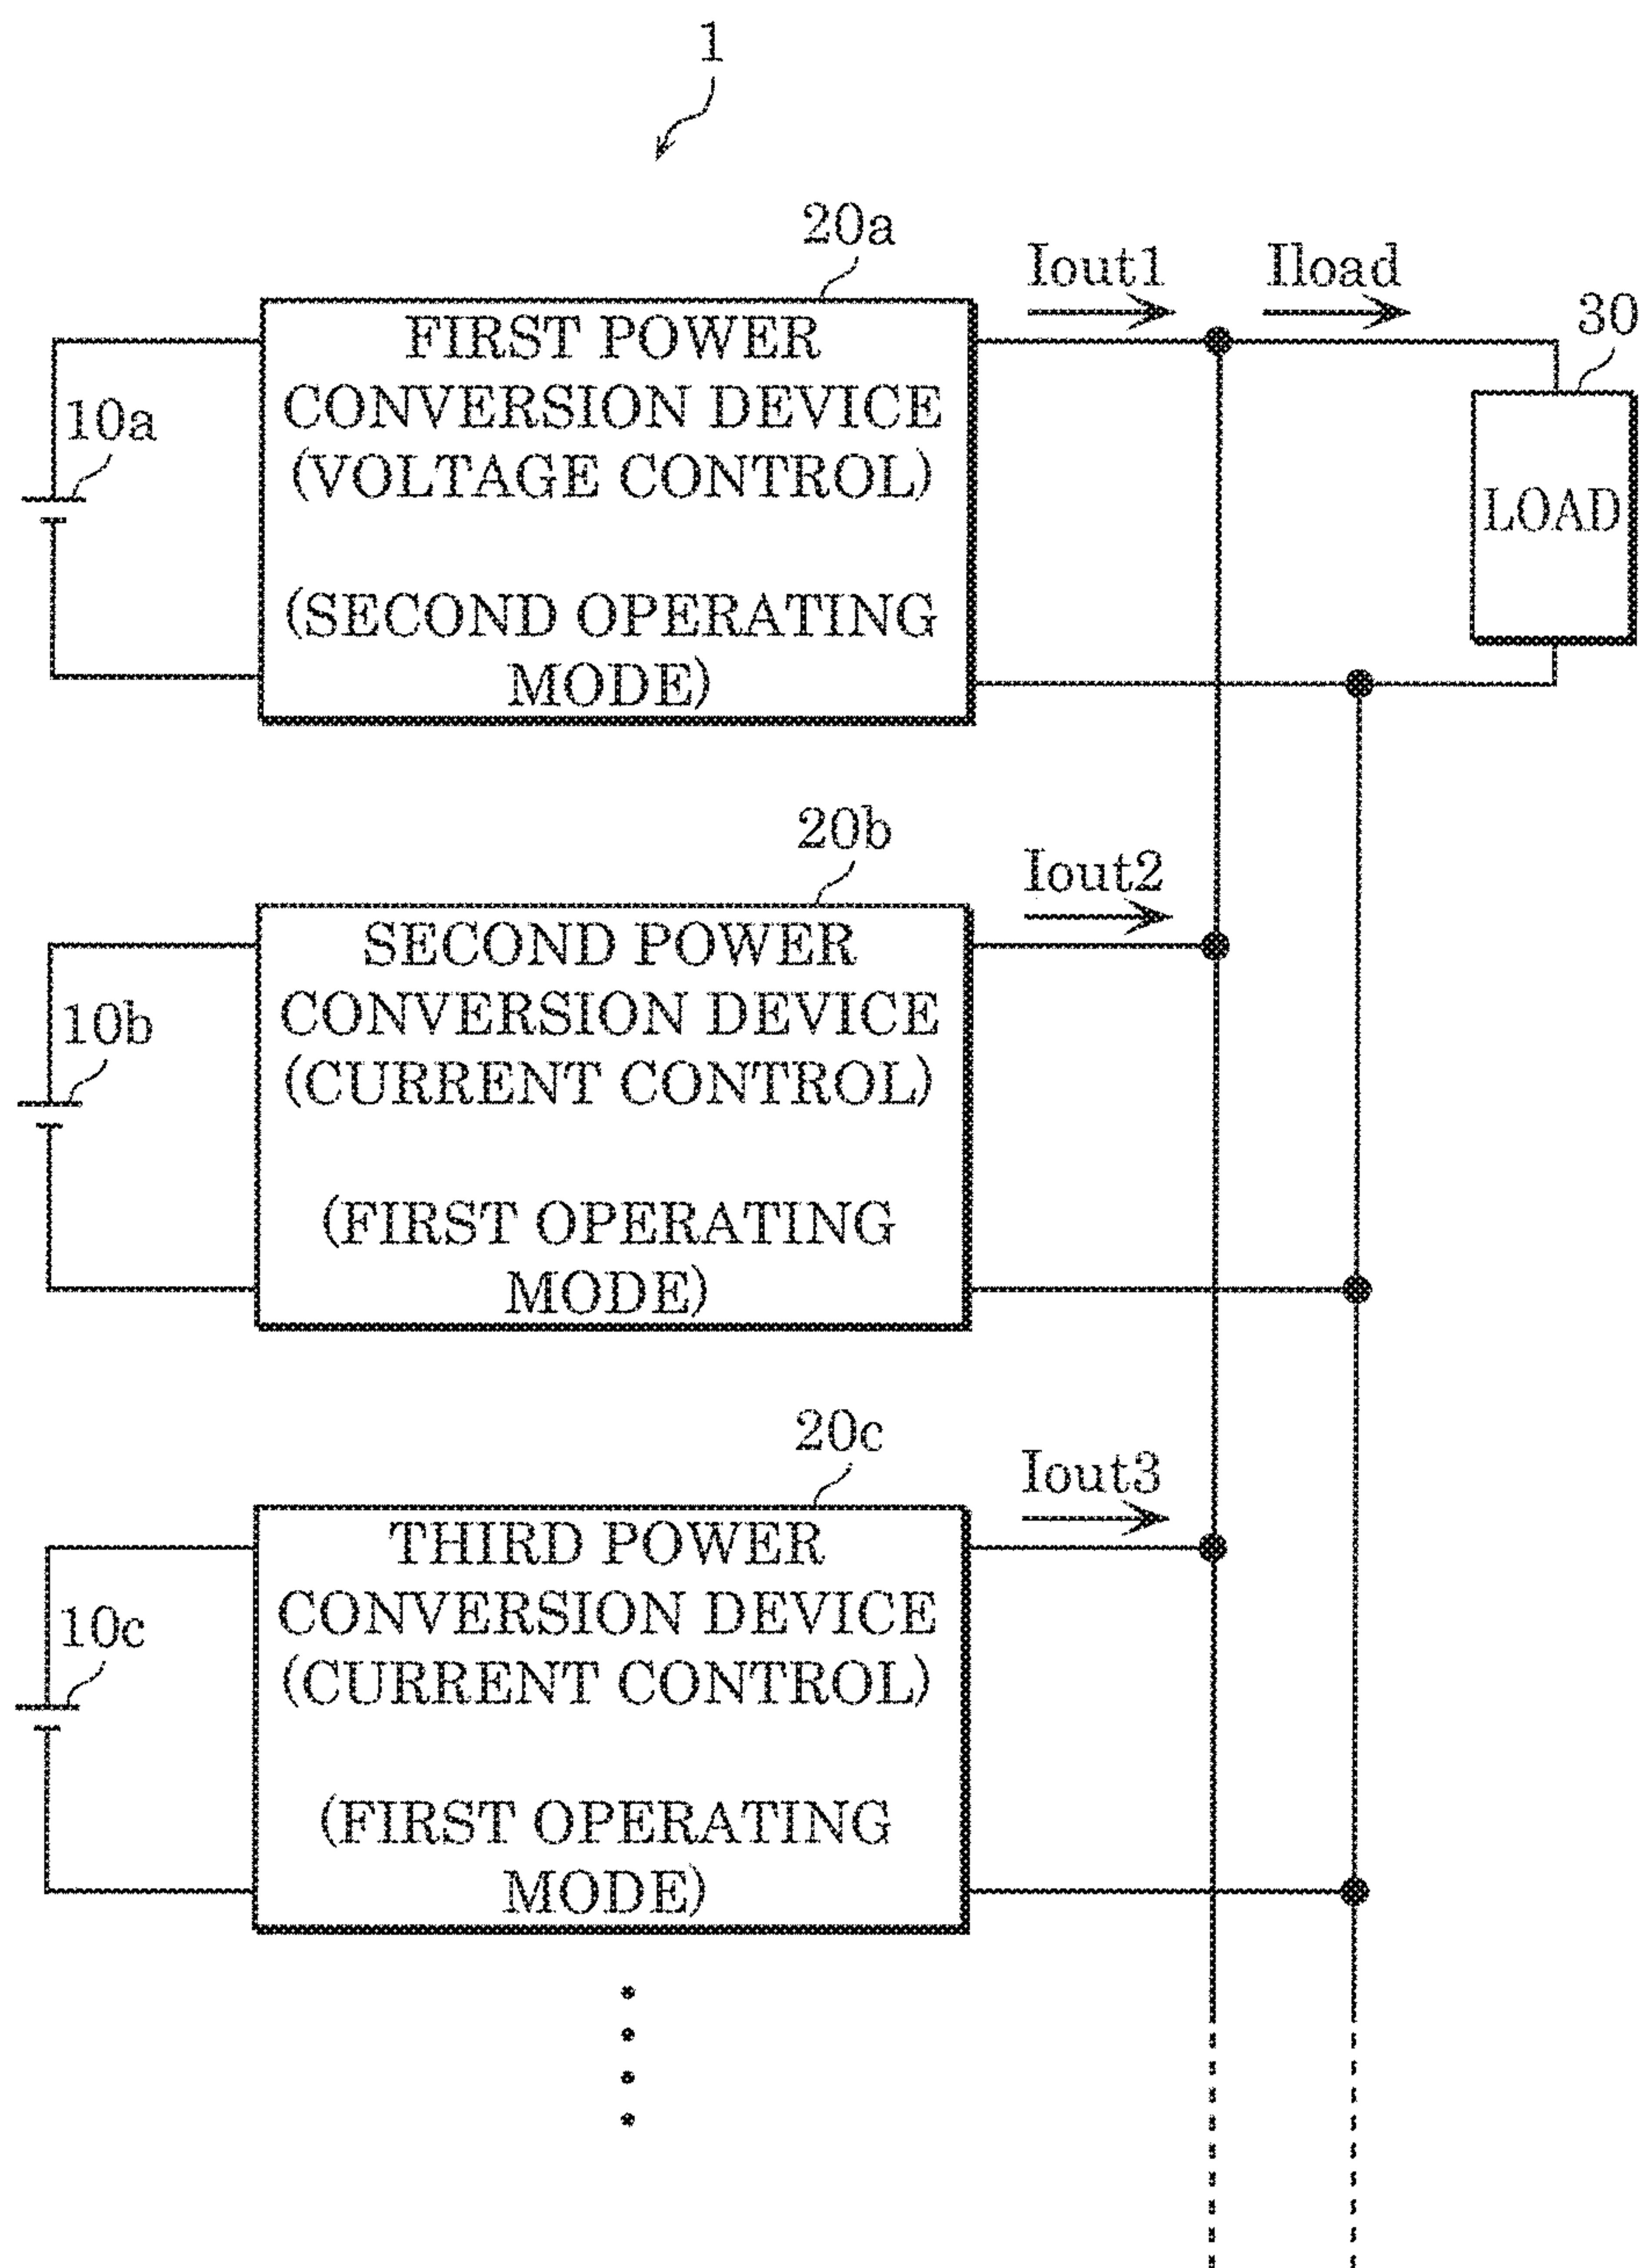 1
20a
Iout1
Iload
30
FIRST POWER
CONVERSION DEVICE
(VOLTAGE CONTROL)
(SECOND OPERATING
MODE)
10a
LOAD
20b
Iout2
SECOND POWER
CONVERSION DEVICE
(CURRENT CONTROL)
(FIRST OPERATING
MODE)
10b
20c
Iout3
THIRD POWER
CONVERSION DEVICE
(CURRENT CONTROL)
(FIRST OPERATING
MODE)
10c